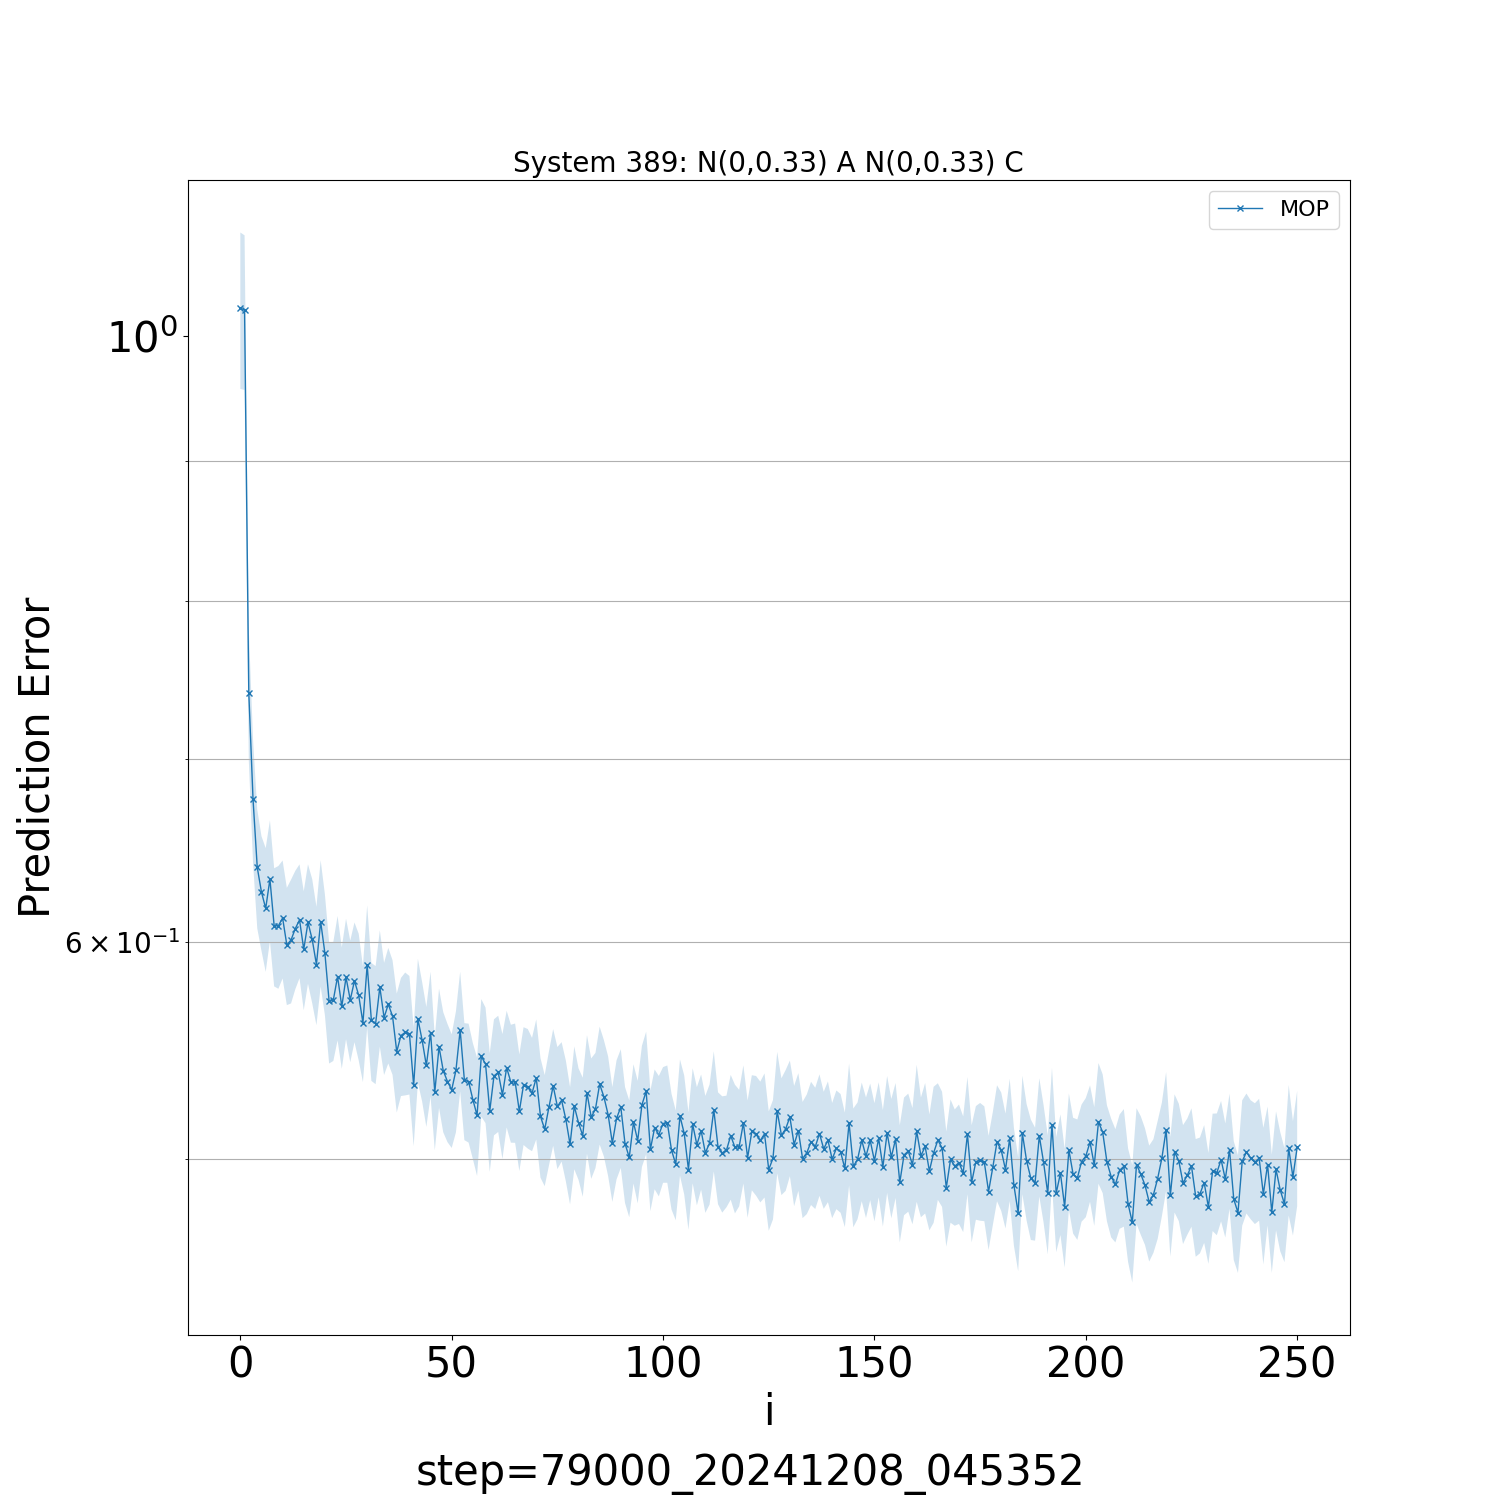 System 389: N(0,0.33) A N(0,0.33) C
MOP
10⁰
6 × 10⁻¹
Prediction Error
0 50 100 150 200 250
i
step=79000_20241208_045352